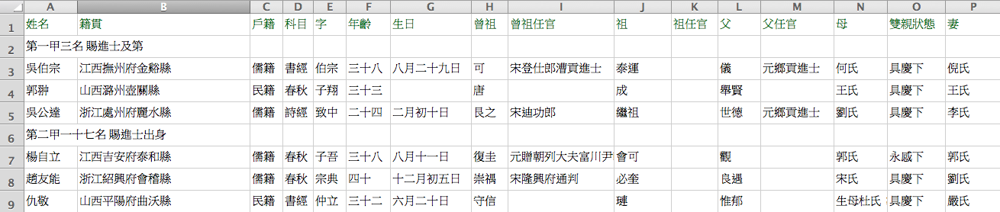 A B C D E F G H I J K L M N O P
1 姓名 籍貫 戶籍 科目 字 年齡 生日 曾祖 曾祖任官 祖 祖任官 父 父任官 母 雙親狀態 妻
2 第一甲三名 賜進士及第
3 吳伯宗 江西撫州府金谿縣 儒籍 書經 伯宗 三十八 八月二十九日 可 宋登仕郎漕貢進士 泰運 儀 元鄉貢進士 何氏 具慶下 倪氏
4 郭翀 山西潞州壺關縣 民籍 春秋 子翔 三十三 唐 成 舉賢 王氏 具慶下 王氏
5 吳公達 浙江處州府麗水縣 儒籍 詩經 致中 二十四 二月初十日 艮之 宋迪功郎 繼祖 世德 元鄉貢進士 劉氏 具慶下 李氏
6 第二甲一十七名 賜進士出身
7 楊自立 江西吉安府泰和縣 儒籍 春秋 子吾 三十八 八月十一日 復圭 元贈朝列大夫富川尹 會可 觀 郭氏 永感下 郭氏
8 趙友能 浙江紹興府會稽縣 儒籍 春秋 宗典 四十 十二月初五日 崇禑 宋隆興府通判 必奎 良遇 宋氏 具慶下 劉氏
9 仇敬 山西平陽府曲沃縣 民籍 書經 仲立 三十二 六月二十日 守信 璉 惟郁 生母杜氏 具慶下 嚴氏